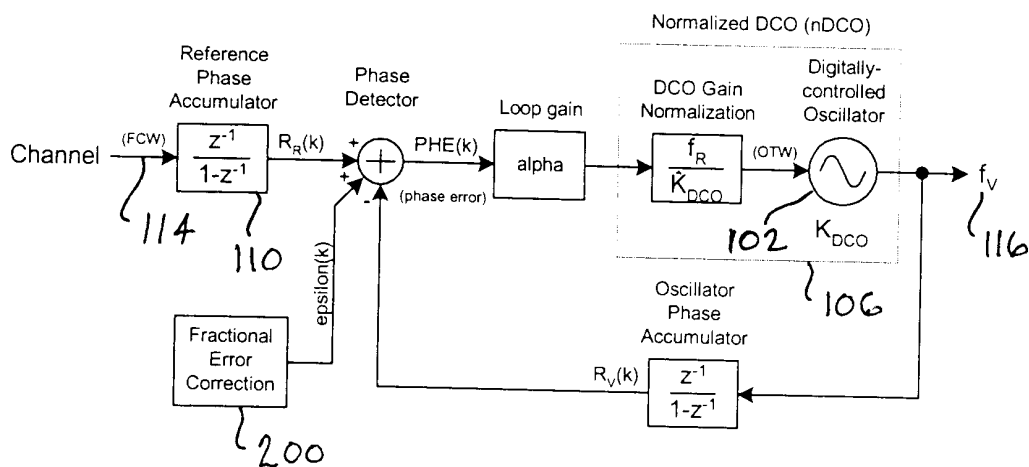 Normalized DCO (nDCO)
Reference
Phase
Accumulator
Phase
Detector
Loop gain
DCO Gain
Normalization
Digitally-
controlled
Oscillator
Channel
(FCW)
z⁻¹
1-z⁻¹
R_R(k)
+
+
-
PHE(k)
(phase error)
alpha
f_R
K̂_DCO
(OTW)
K_DCO
f_V
114
110
102
116
106
epsilon(k)
Fractional
Error
Correction
200
Oscillator
Phase
Accumulator
R_V(k)
z⁻¹
1-z⁻¹